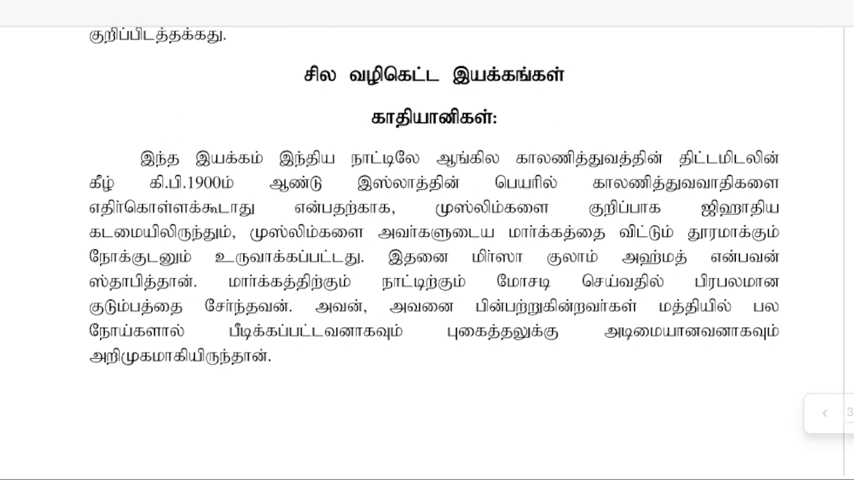 குறிப்பிடத்தக்கது.
சில வழிகெட்ட இயக்கங்கள்
காதியானிகள்:
இந்த இயக்கம் இந்திய நாட்டிலே ஆங்கில காலணித்துவத்தின் திட்டமிடலின்
கீழ் கி.பி.1900ம் ஆண்டு இஸ்லாத்தின் பெயரில் காலணித்துவவாதிகளை
எதிர்கொள்ளக்கூடாது என்பதற்காக, முஸ்லிம்களை குறிப்பாக ஜிஹாதிய
கடமையிலிருந்தும், முஸ்லிம்களை அவர்களுடைய மார்க்கத்தை விட்டும் தூரமாக்கும்
நோக்குடனும் உருவாக்கப்பட்டது. இதனை மிர்ஸா குலாம் அஹ்மத் என்பவன்
ஸ்தாபித்தான். மார்க்கத்திற்கும் நாட்டிற்கும் மோசடி செய்வதில் பிரபலமான
குடும்பத்தை சேர்ந்தவன். அவன், அவனை பின்பற்றுகின்றவர்கள் மத்தியில் பல
நோய்களால் பீடிக்கப்பட்டவனாகவும் புகைத்தலுக்கு அடிமையானவனாகவும்
அறிமுகமாகியிருந்தான்.
3